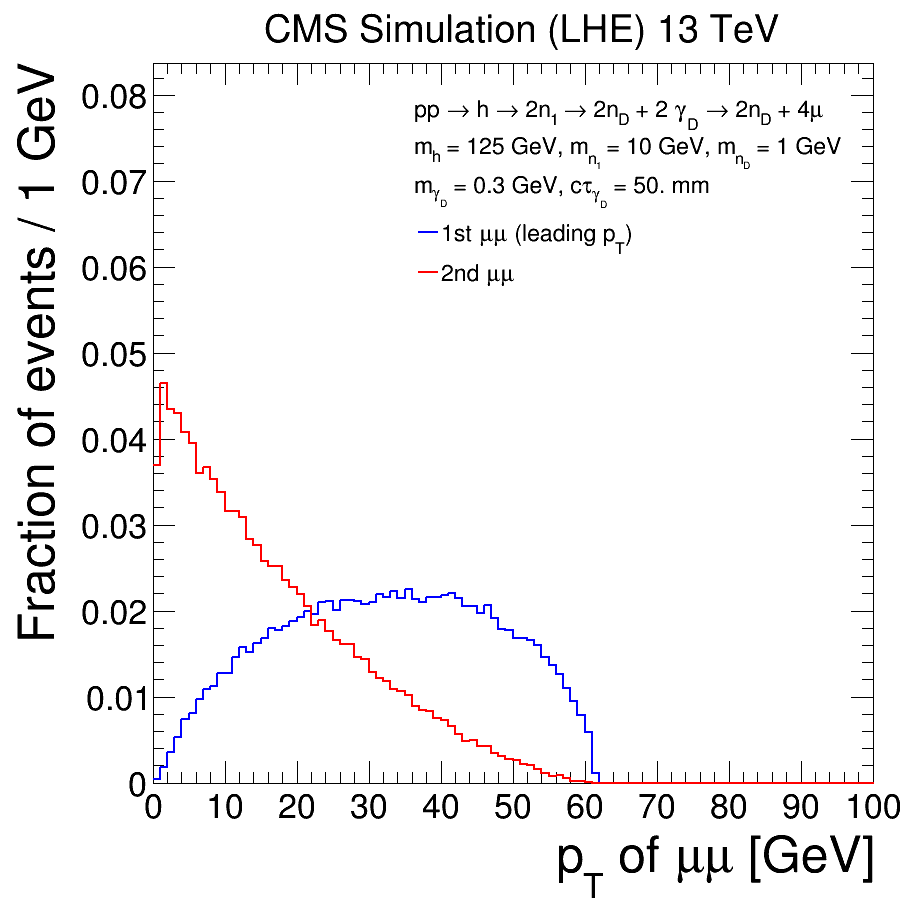 CMS Simulation (LHE) 13 TeV
Fraction of events / 1 GeV
0.08
0.07
0.06
0.05
0.04
0.03
0.02
0.01
0
pp → h → 2n₁ → 2n_D + 2 γ_D → 2n_D + 4μ
m_h = 125 GeV, m_n₁ = 10 GeV, m_n_D = 1 GeV
m_γ_D = 0.3 GeV, cτ_γ_D = 50. mm
1st μμ (leading p_T)
2nd μμ
0 10 20 30 40 50 60 70 80 90 100
p_T of μμ [GeV]